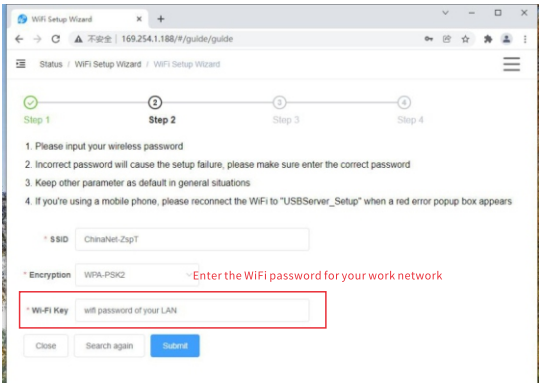 WiFi Setup Wizard
不安全 | 169.254.1.188/#/guide/guide
Status / WiFi Setup Wizard / WiFi Setup Wizard
2
3
4
Step 1
Step 2
Step 3
Step 4
1. Please input your wireless password
2. Incorrect password will cause the setup failure, please make sure enter the correct password
3. Keep other parameter as default in general situations
4. If you're using a mobile phone, please reconnect the WiFi to "USBServer_Setup" when a red error popup box appears
* SSID ChinaNet-ZspT
* Encryption WPA-PSK2 Enter the WiFi password for your work network
* Wi-Fi Key wifi password of your LAN
Close Search again Submit